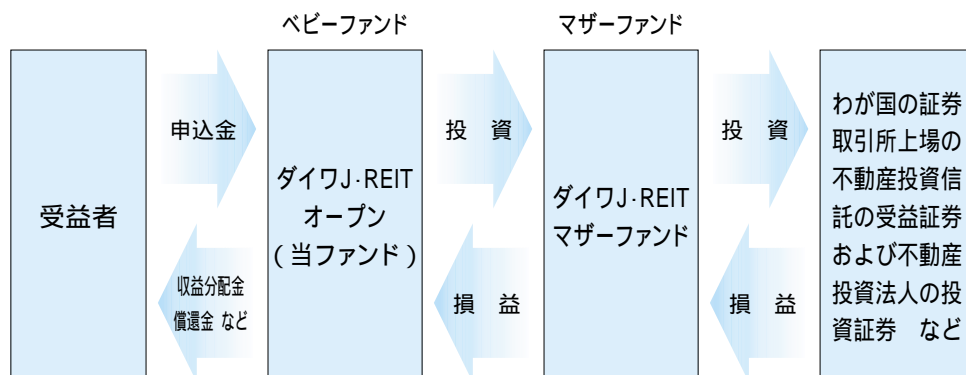 ベビーファンド
マザーファンド
受益者
申込金
収益分配金
償還金 など
ダイワJ·REIT
オープン
(当ファンド)
投 資
損 益
ダイワJ·REIT
マザーファンド
投 資
損 益
わが国の証券
取引所上場の
不動産投資信
託の受益証券
および不動産
投資法人の投
資証券 など